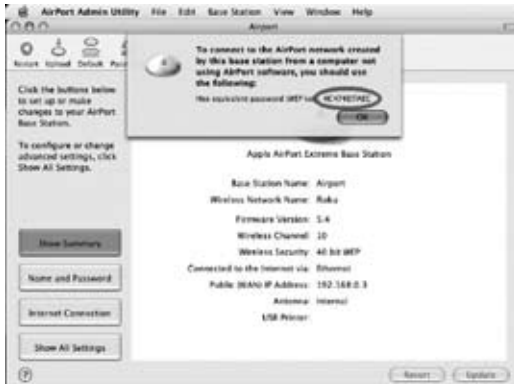 AirPort Admin Utility File Edit Base Station View Window Help
Airport
Restart Upload Default
To connect to the AirPort network created
by this base station from a computer not
using AirPort software, you should use
the following:
Hex equivalent password (WEP
OK
Click the buttons below
to set up or make
changes to your AirPort
Base Station.
To configure or change
advanced settings, click
Show All Settings.
Apple AirPort Extreme Base Station
Base Station Name: Airport
Wireless Network Name: Raku
Firmware Version: 5.4
Wireless Channel: 10
Wireless Security: 40 bit WEP
Connected to the Internet via: Ethernet
Public (WAN) IP Address: 192.168.0.3
Antenna: Internal
USB Printer:
Show Summary
Name and Password
Internet Connection
Show All Settings
?
Revert Update